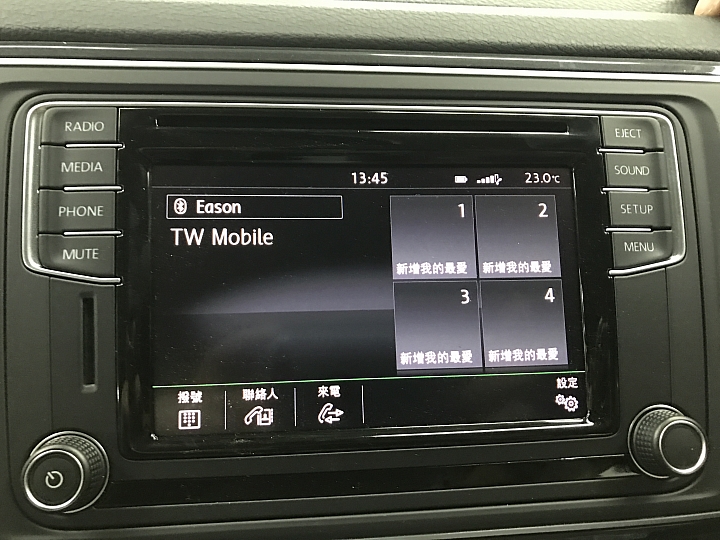 RADIO
MEDIA
PHONE
MUTE
EJECT
SOUND
SETUP
MENU
13:45
23.0°C
Eason
TW Mobile
1
2
新增我的最愛
新增我的最愛
3
4
新增我的最愛
新增我的最愛
撥號
聯絡人
來電
設定